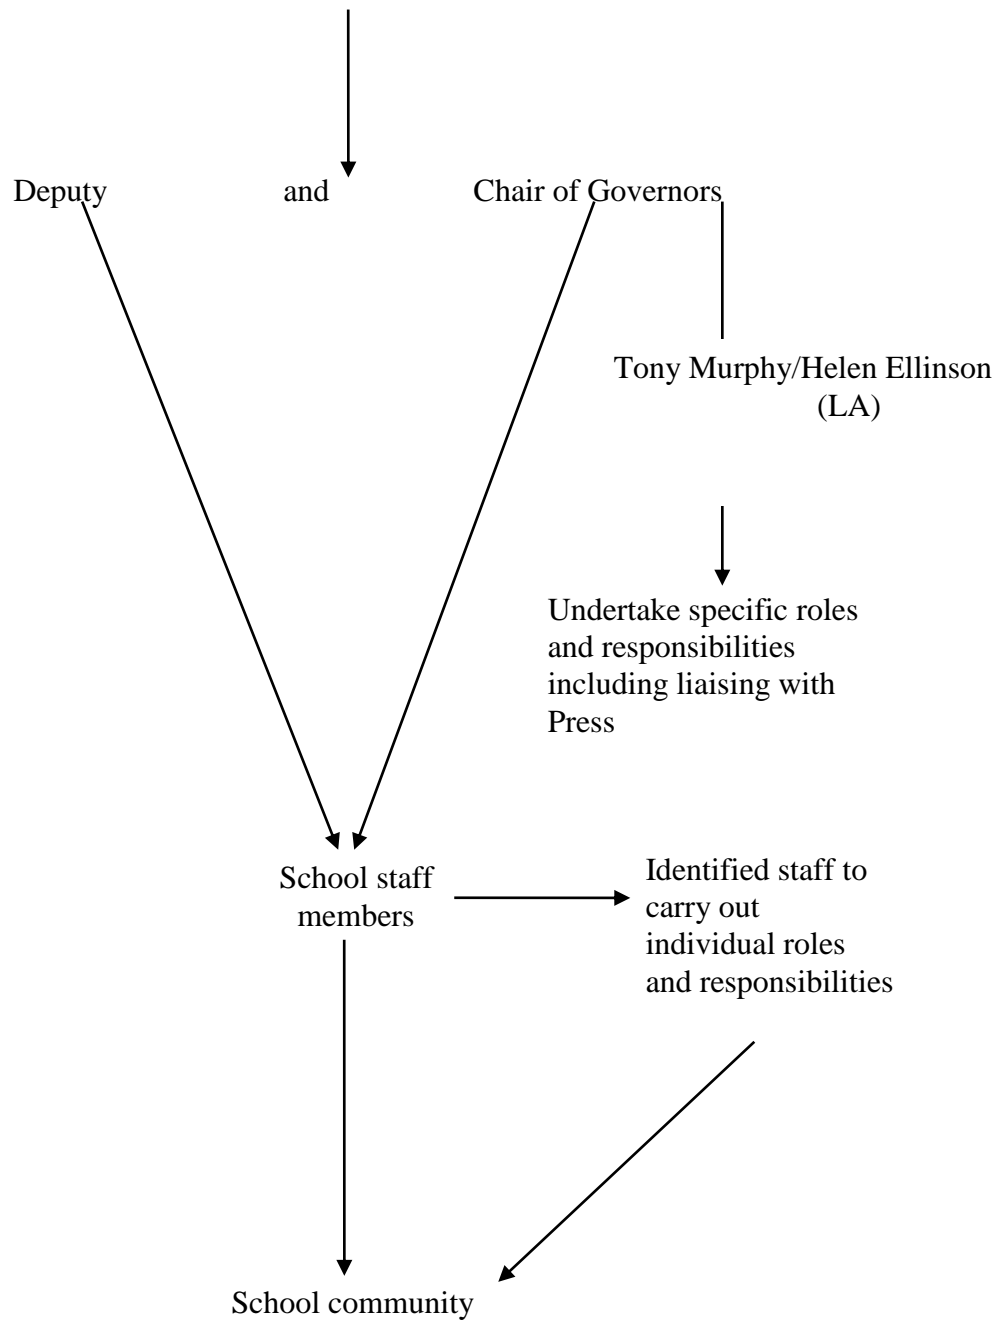 Deputy and Chair of Governors
Tony Murphy/Helen Ellinson
(LA)
Undertake specific roles
and responsibilities
including liaising with
Press
School staff
members
Identified staff to
carry out
individual roles
and responsibilities
School community